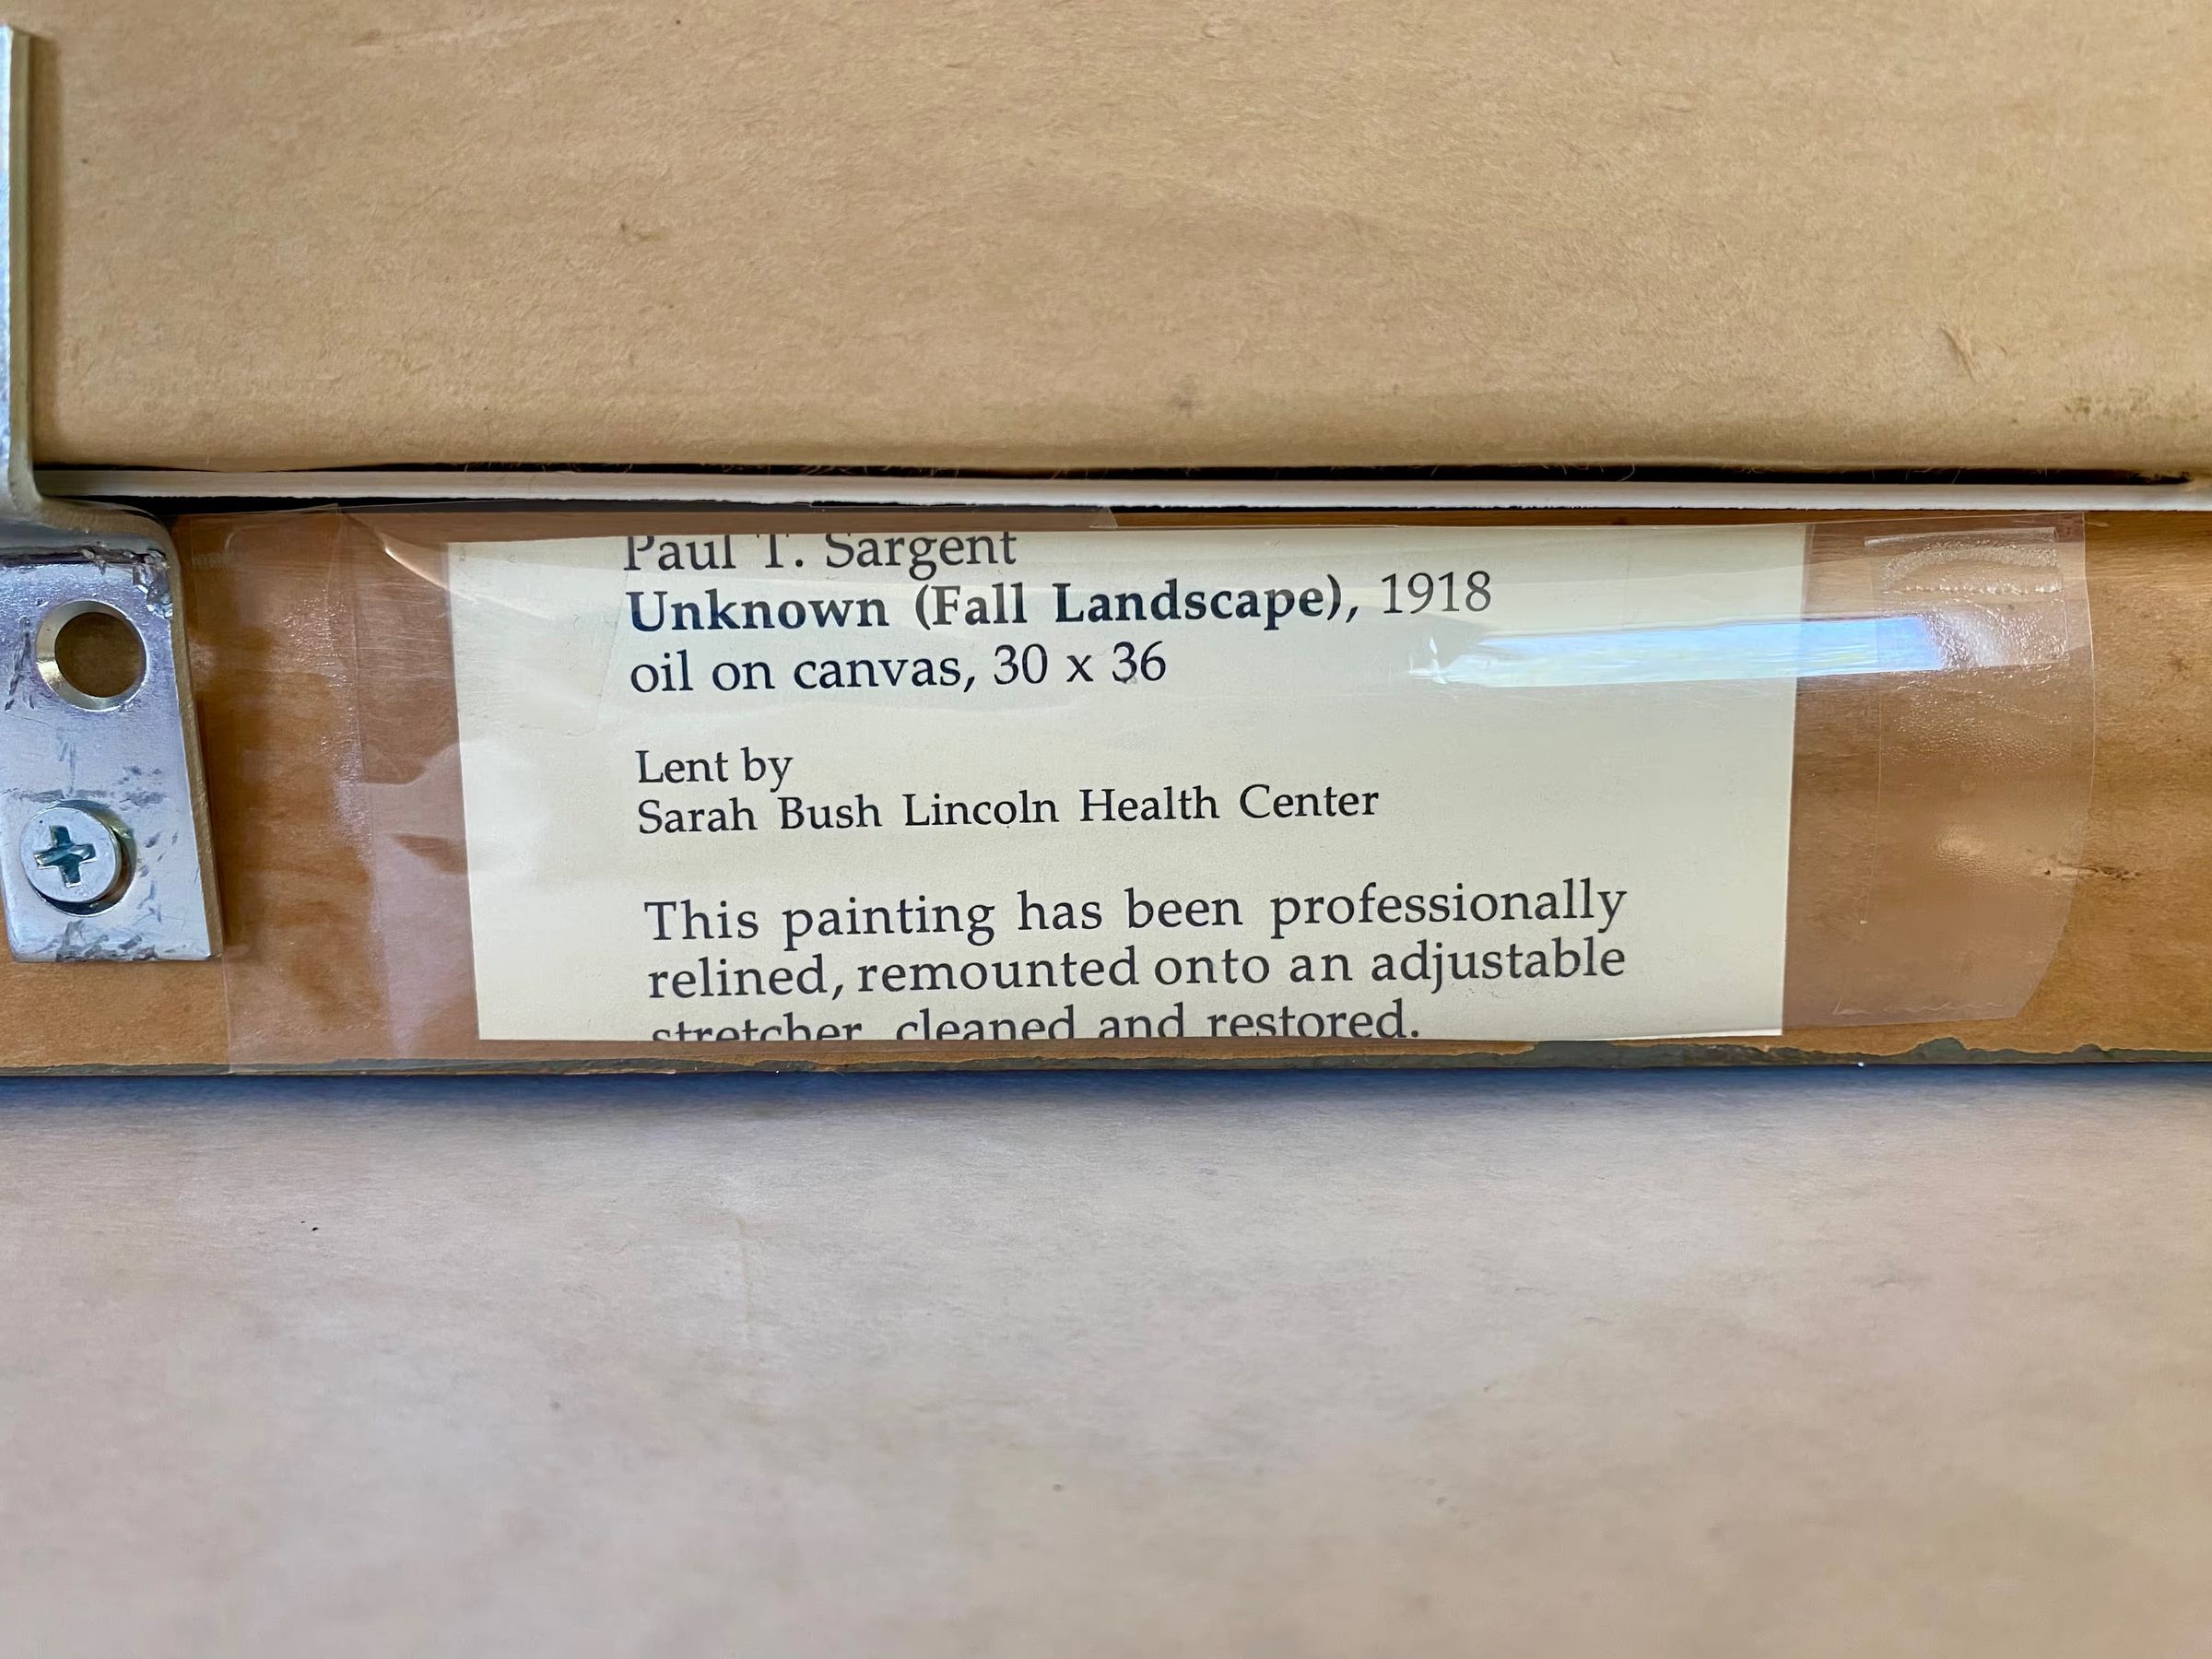 Paul T. Sargent
Unknown (Fall Landscape), 1918
oil on canvas, 30 x 36
Lent by
Sarah Bush Lincoln Health Center
This painting has been professionally
relined, remounted onto an adjustable
stretcher, cleaned and restored.